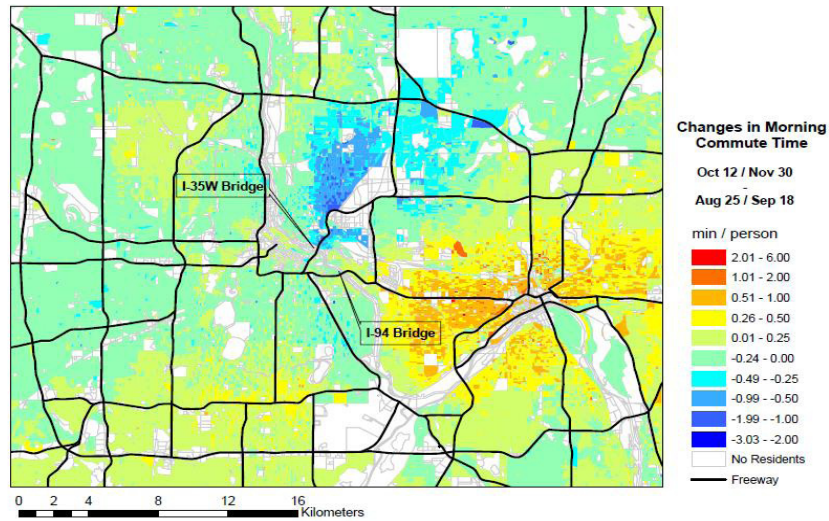 I-35W Bridge
I-94 Bridge
Changes in Morning
Commute Time
Oct 12 / Nov 30
-
Aug 25 / Sep 18
min / person
2.01 - 6.00
1.01 - 2.00
0.51 - 1.00
0.26 - 0.50
0.01 - 0.25
-0.24 - 0.00
-0.49 - -0.25
-0.99 - -0.50
-1.99 - -1.00
-3.03 - -2.00
No Residents
Freeway
0 2 4 8 12 16
Kilometers